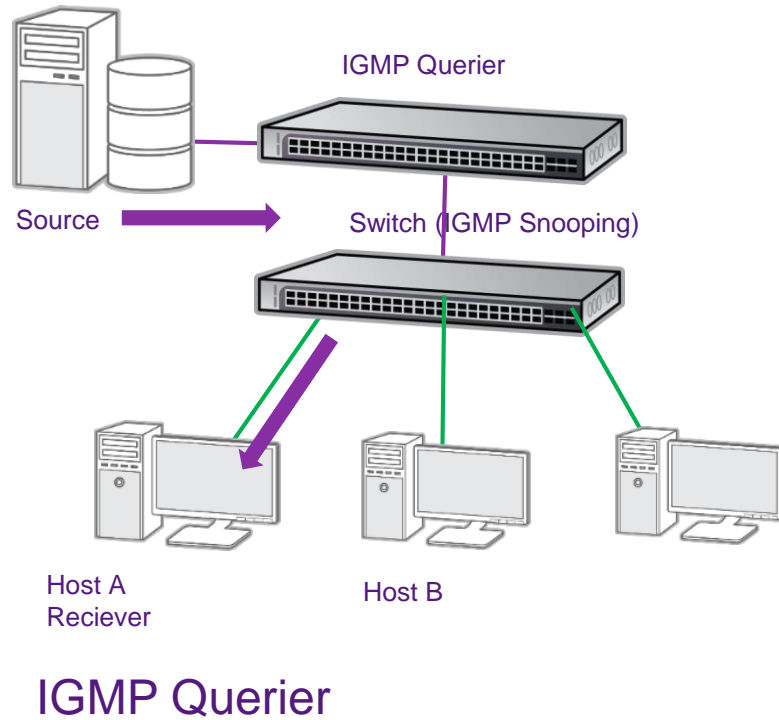 IGMP Querier
Source
Switch (IGMP Snooping)
Host A
Reciever
Host B
IGMP Querier